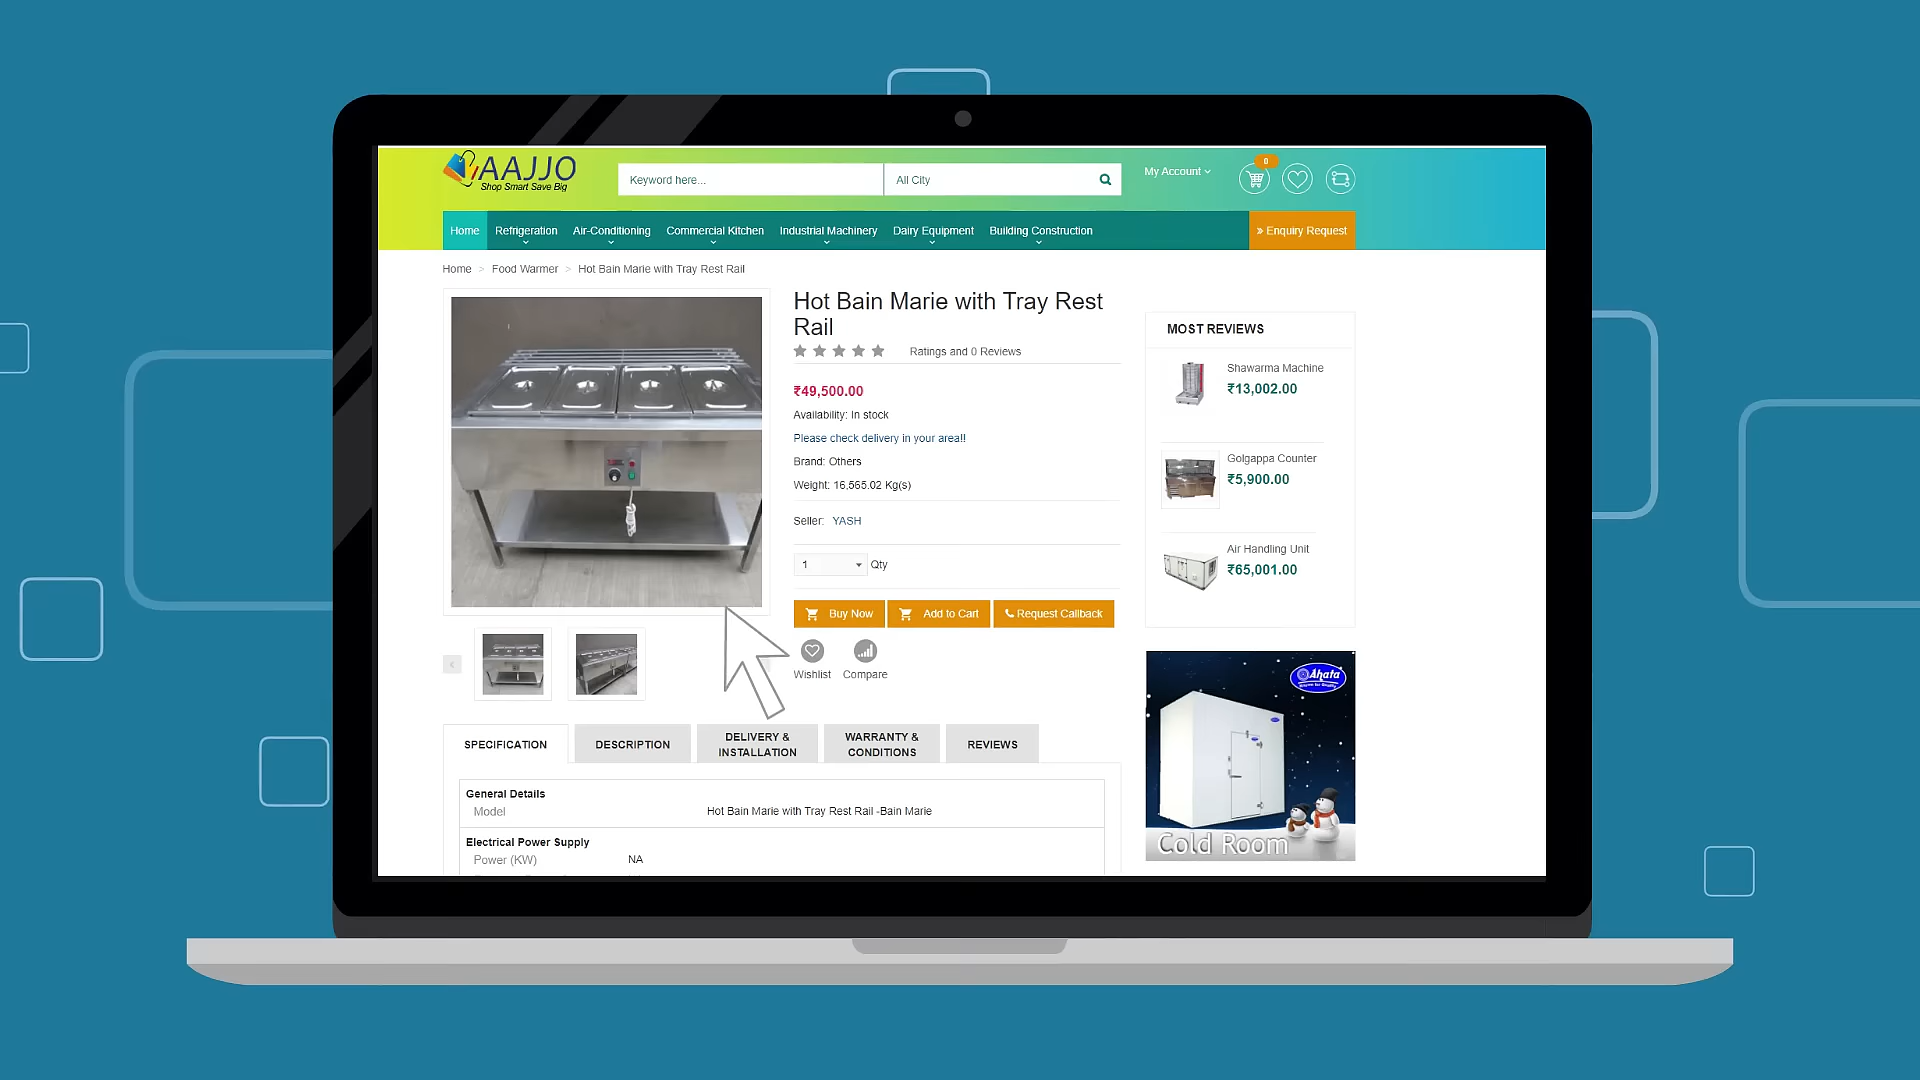 AAJJO
Shop Smart Save Big
Keyword here...
All City
My Account
0
Home
Refrigeration
Air-Conditioning
Commercial Kitchen
Industrial Machinery
Dairy Equipment
Building Construction
» Enquiry Request
Home > Food Warmer > Hot Bain Marie with Tray Rest Rail
Hot Bain Marie with Tray Rest
Rail
Ratings and 0 Reviews
₹49,500.00
Availability: In stock
Please check delivery in your area!!
Brand: Others
Weight: 16,565.02 Kg(s)
Seller: YASH
1 Qty
Buy Now
Add to Cart
Request Callback
Wishlist
Compare
MOST REVIEWS
Shawarma Machine
₹13,002.00
Golgappa Counter
₹5,900.00
Air Handling Unit
₹65,001.00
Ahata
Cold Room
SPECIFICATION
DESCRIPTION
DELIVERY &
INSTALLATION
WARRANTY &
CONDITIONS
REVIEWS
General Details
Model Hot Bain Marie with Tray Rest Rail -Bain Marie
Electrical Power Supply
Power (KW) NA